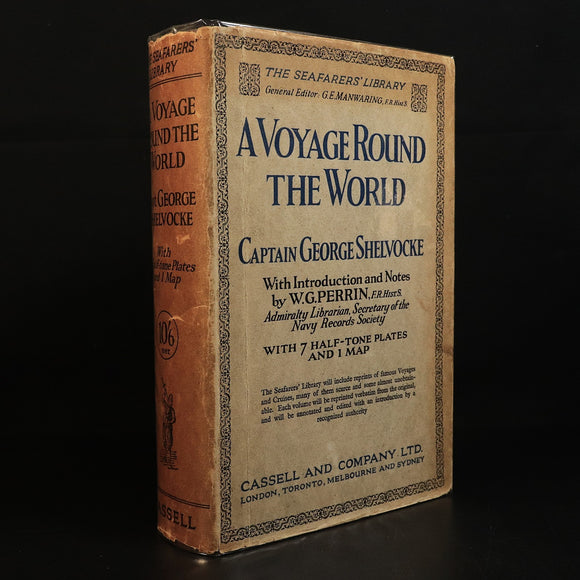 THE SEAFARERS' LIBRARY
General Editor: G.E.MANWARING, F.R.HIST.S.
A VOYAGE ROUND
THE WORLD
CAPTAIN GEORGE SHELVOCKE
With Introduction and Notes
by W.G.PERRIN, F.R.HIST.S.
Admiralty Librarian, Secretary of the
Navy Records Society
WITH 7 HALF-TONE PLATES
AND 1 MAP
The Seafarers' Library will include reprints of famous Voyages
and Cruises, many of them scarce and some almost unobtain-
able. Each volume will be reprinted verbatim from the original,
and will be annotated and edited with an introduction by a
recognized authority
CASSELL AND COMPANY LTD.
LONDON, TORONTO, MELBOURNE AND SYDNEY
SEAFARERS'
LIBRARY
VOYAGE
ROUND THE
WORLD
GEORGE
SHELVOCKE
With
Half-tone Plates
and 1 Map
10/6
NET
CASSELL